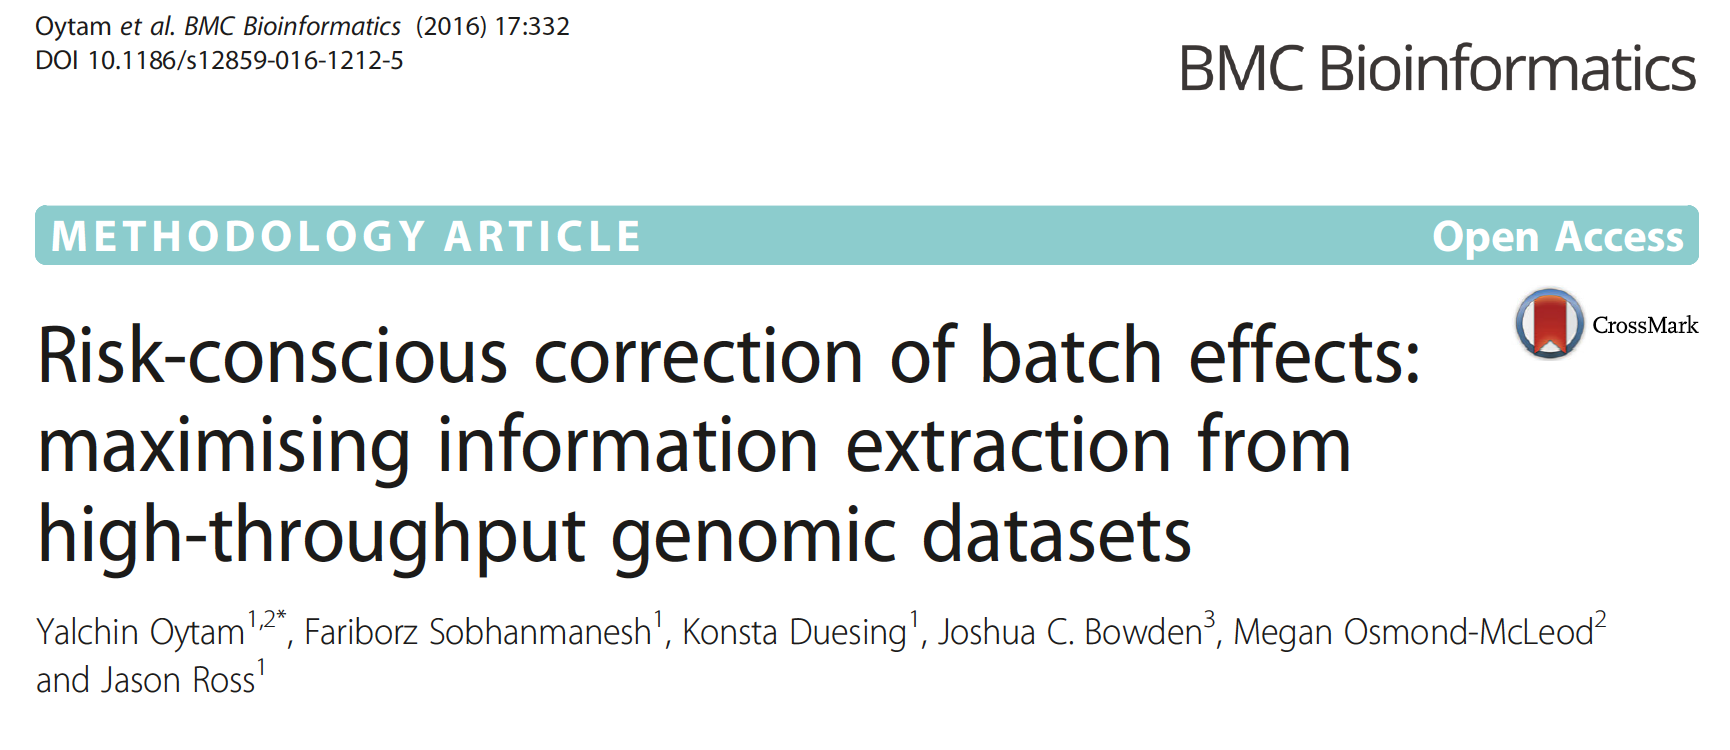 Oytam et al. BMC Bioinformatics (2016) 17:332
DOI 10.1186/s12859-016-1212-5
BMC Bioinformatics
METHODOLOGY ARTICLE
Open Access
CrossMark
Risk-conscious correction of batch effects:
maximising information extraction from
high-throughput genomic datasets
Yalchin Oytam1,2*, Fariborz Sobhanmanesh1, Konsta Duesing1, Joshua C. Bowden3, Megan Osmond-McLeod2
and Jason Ross1